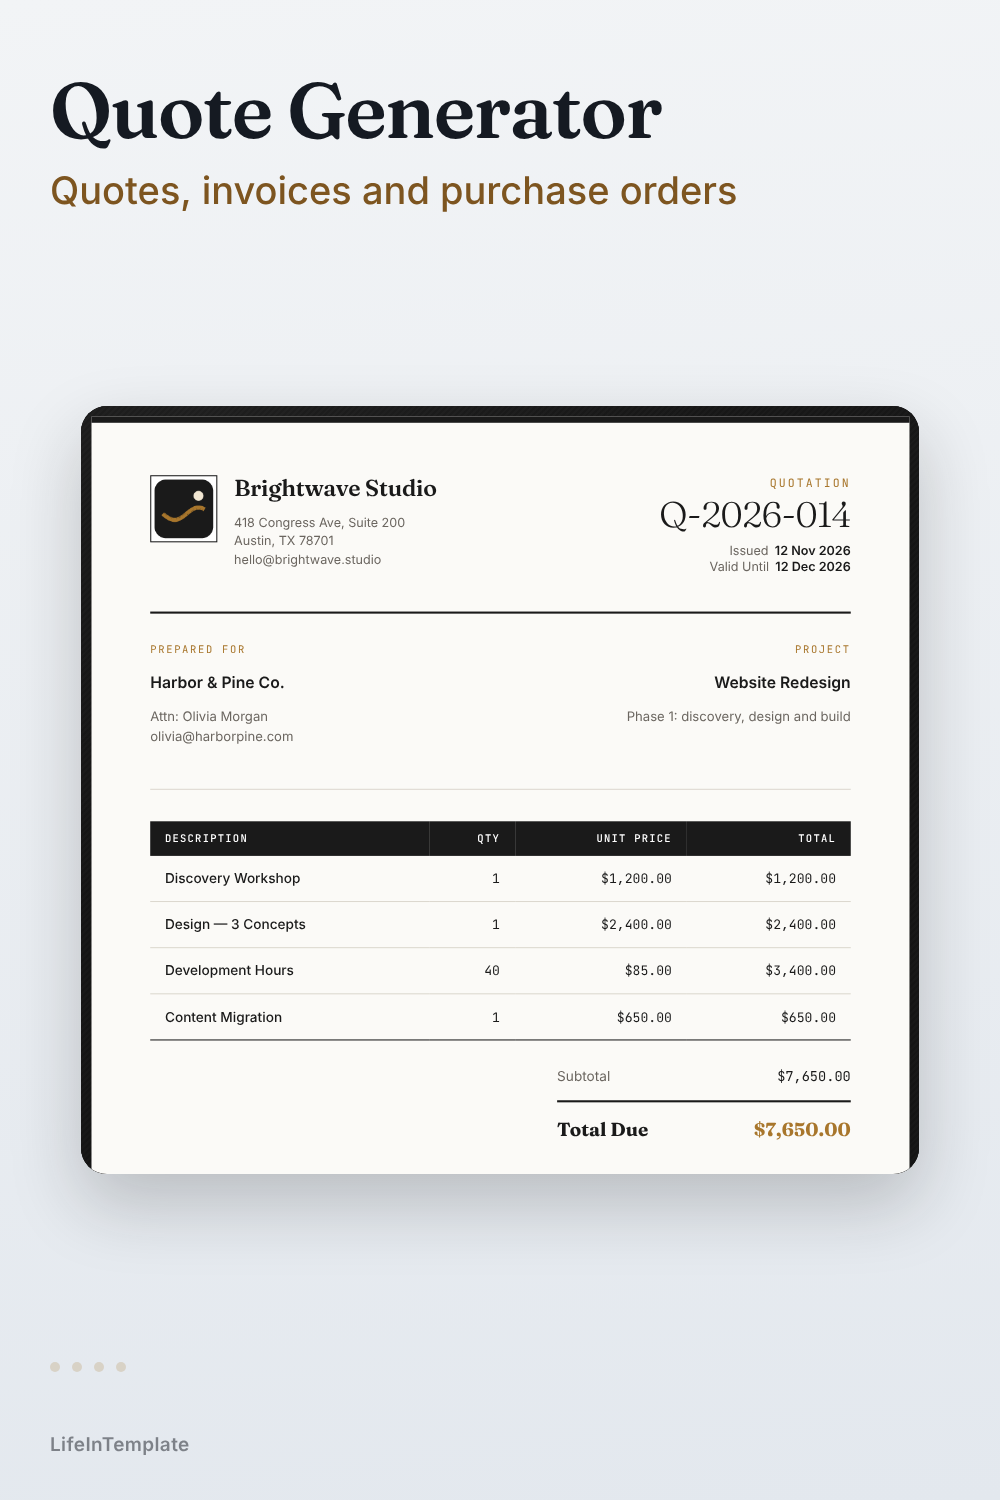 Quote Generator
Quotes, invoices and purchase orders
Brightwave Studio
418 Congress Ave, Suite 200
Austin, TX 78701
hello@brightwave.studio
QUOTATION
Q-2026-014
Issued 12 Nov 2026
Valid Until 12 Dec 2026
PREPARED FOR
Harbor & Pine Co.
Attn: Olivia Morgan
olivia@harborpine.com
PROJECT
Website Redesign
Phase 1: discovery, design and build
DESCRIPTION QTY UNIT PRICE TOTAL
Discovery Workshop 1 $1,200.00 $1,200.00
Design — 3 Concepts 1 $2,400.00 $2,400.00
Development Hours 40 $85.00 $3,400.00
Content Migration 1 $650.00 $650.00
Subtotal $7,650.00
Total Due $7,650.00
LifeInTemplate